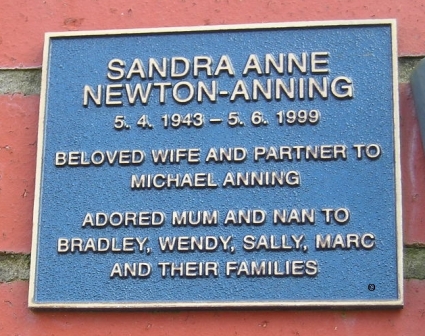 SANDRA ANNE
NEWTON-ANNING
5. 4. 1943 – 5. 6. 1999
BELOVED WIFE AND PARTNER TO
MICHAEL ANNING
ADORED MUM AND NAN TO
BRADLEY, WENDY, SALLY, MARC
AND THEIR FAMILIES